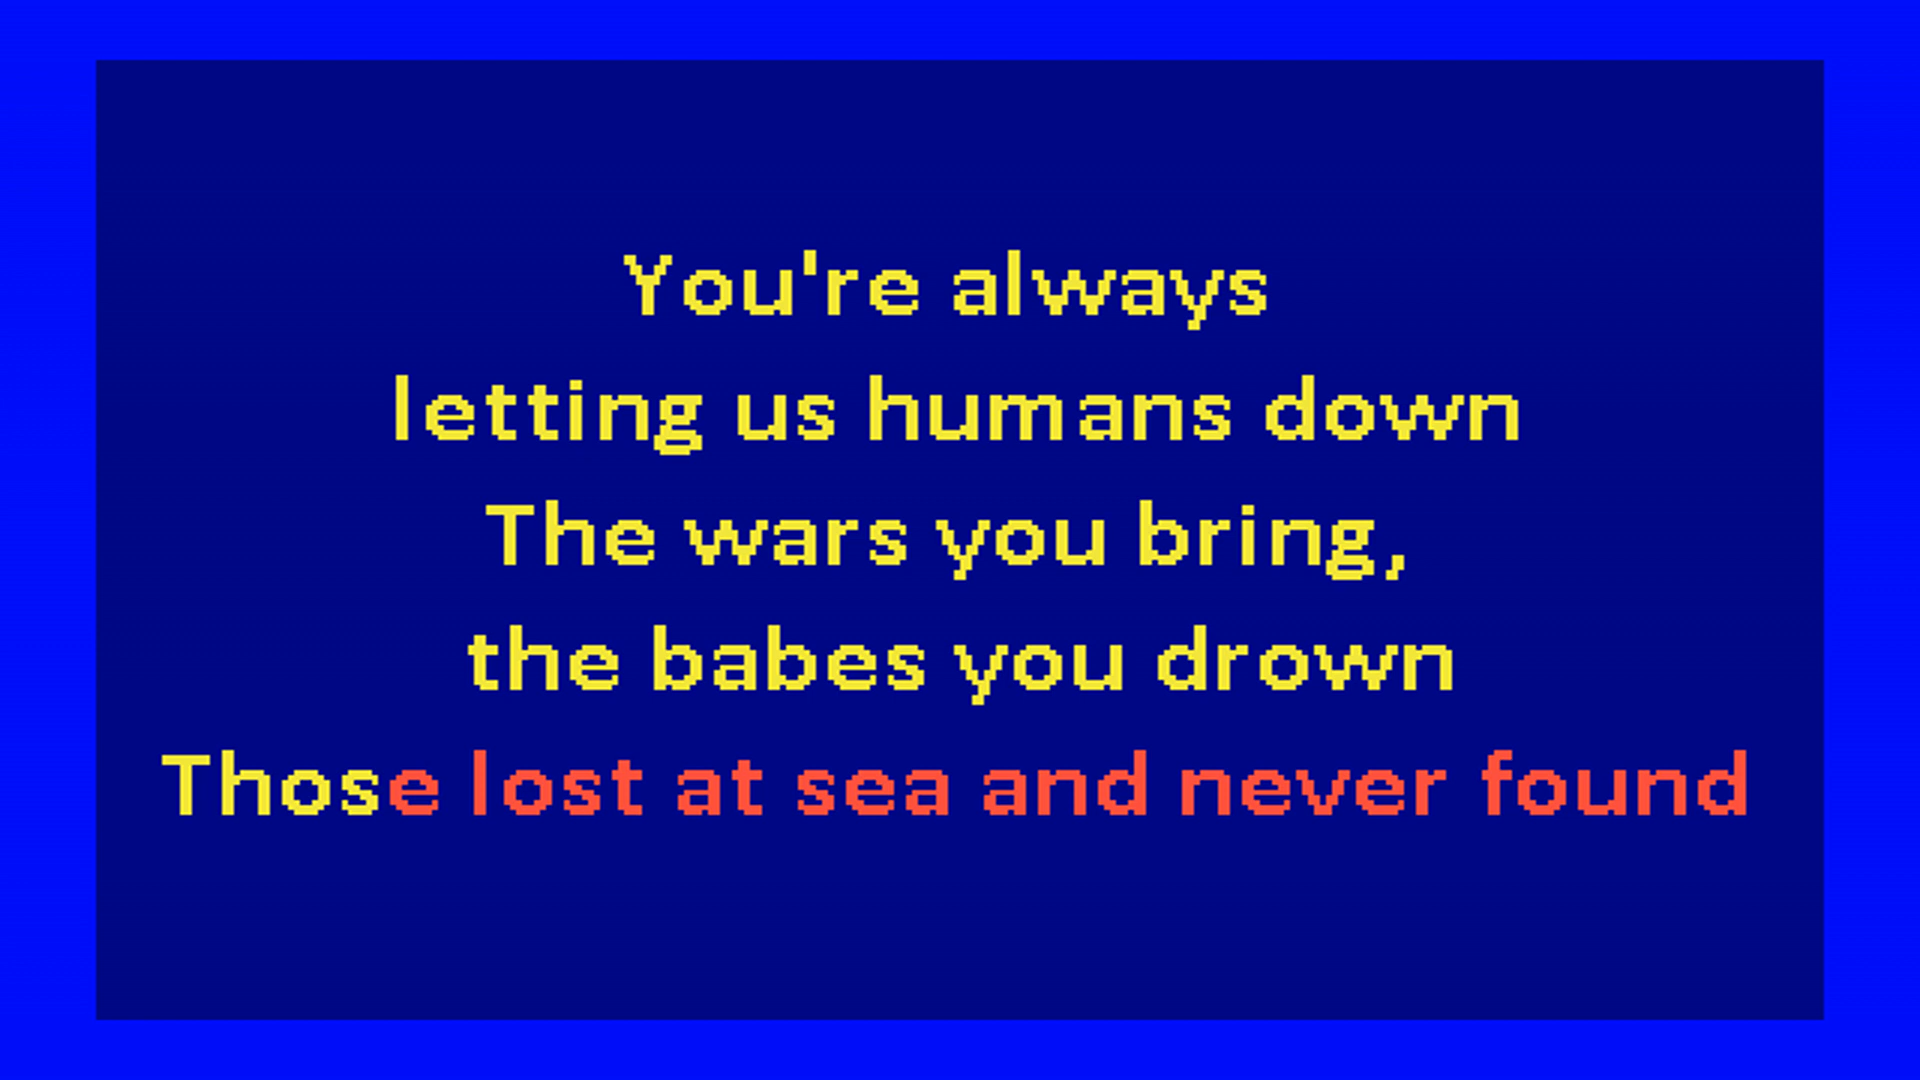 You're always
letting us humans down
The wars you bring,
the babes you drown
Those lost at sea and never found